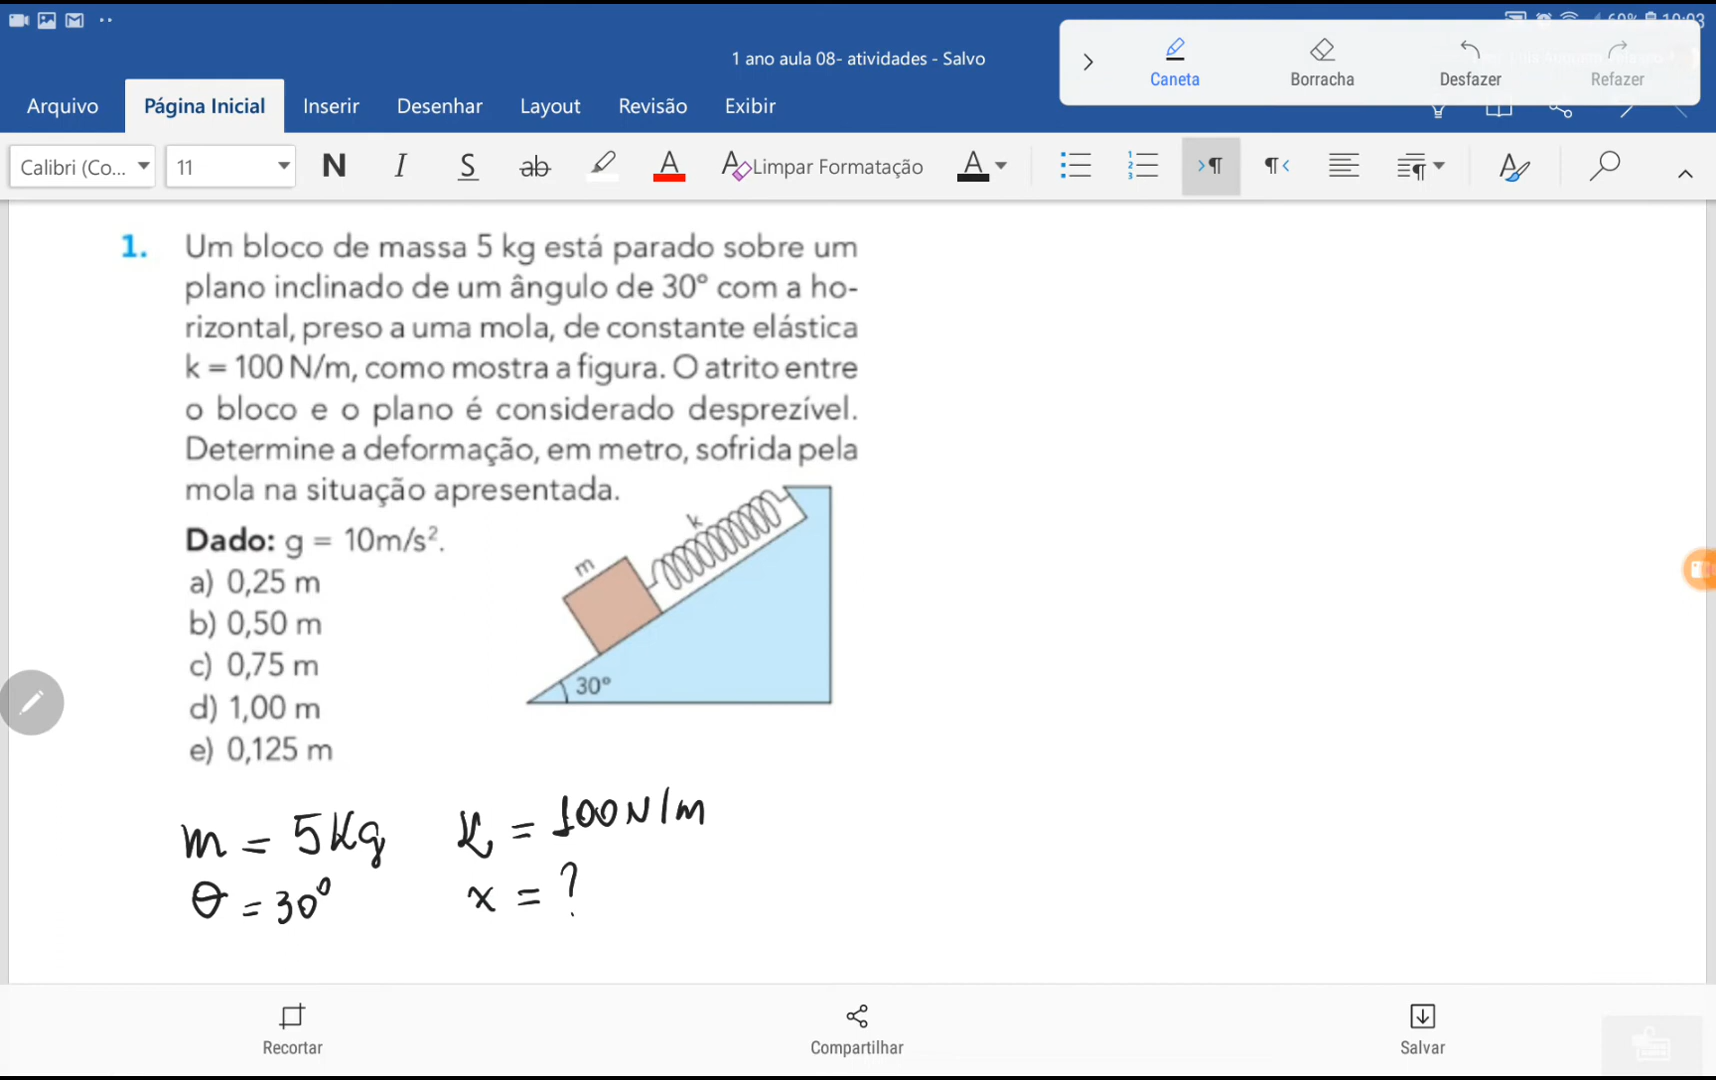 1 ano aula 08- atividades - Salvo
Caneta
Borracha
Desfazer
Refazer
Arquivo
Página Inicial
Inserir
Desenhar
Layout
Revisão
Exibir
Calibri (Co...
11
N
I
S
ab
A
Limpar Formatação
A
1. Um bloco de massa 5 kg está parado sobre um
plano inclinado de um ângulo de 30° com a ho-
rizontal, preso a uma mola, de constante elástica
k = 100 N/m, como mostra a figura. O atrito entre
o bloco e o plano é considerado desprezível.
Determine a deformação, em metro, sofrida pela
mola na situação apresentada.
Dado: g = 10m/s².
a) 0,25 m
b) 0,50 m
c) 0,75 m
d) 1,00 m
e) 0,125 m
k
m
30°
m = 5Kg
K = 100N/m
θ = 30°
x = ?
Recortar
Compartilhar
Salvar